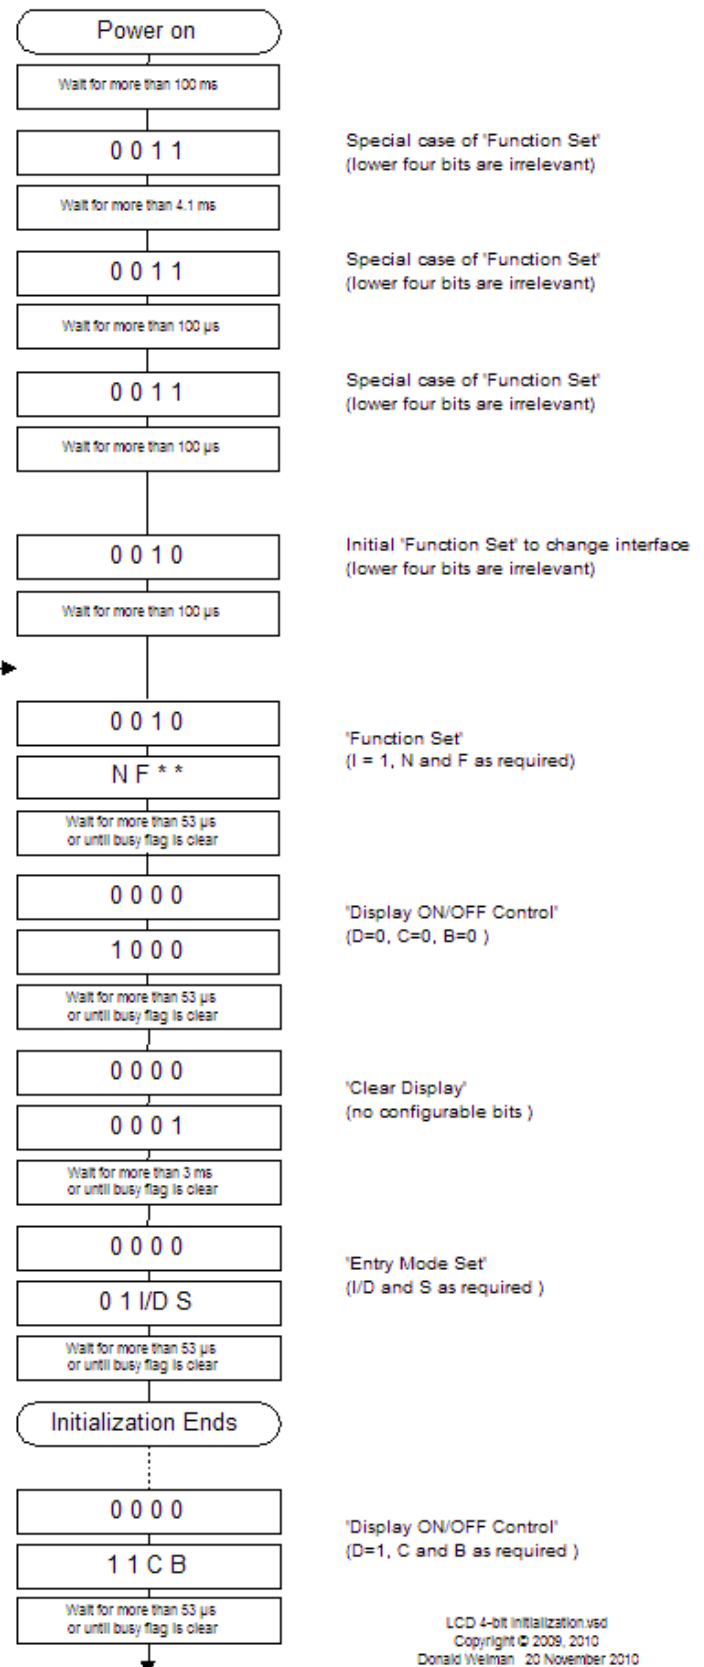 Power on
Wait for more than 100 ms
0 0 1 1
Special case of 'Function Set'
(lower four bits are irrelevant)
Wait for more than 4.1 ms
0 0 1 1
Special case of 'Function Set'
(lower four bits are irrelevant)
Wait for more than 100 µs
0 0 1 1
Special case of 'Function Set'
(lower four bits are irrelevant)
Wait for more than 100 µs
0 0 1 0
Initial 'Function Set' to change interface
(lower four bits are irrelevant)
Wait for more than 100 µs
0 0 1 0
N F * *
'Function Set'
(I = 1, N and F as required)
Wait for more than 53 µs
or until busy flag is clear
0 0 0 0
1 0 0 0
'Display ON/OFF Control'
(D=0, C=0, B=0 )
Wait for more than 53 µs
or until busy flag is clear
0 0 0 0
0 0 0 1
'Clear Display'
(no configurable bits )
Wait for more than 3 ms
or until busy flag is clear
0 0 0 0
0 1 I/D S
'Entry Mode Set'
(I/D and S as required )
Wait for more than 53 µs
or until busy flag is clear
Initialization Ends
0 0 0 0
1 1 C B
'Display ON/OFF Control'
(D=1, C and B as required )
Wait for more than 53 µs
or until busy flag is clear
LCD 4-bit Initialization.vsd
Copyright © 2009, 2010
Donald Weiman 20 November 2010